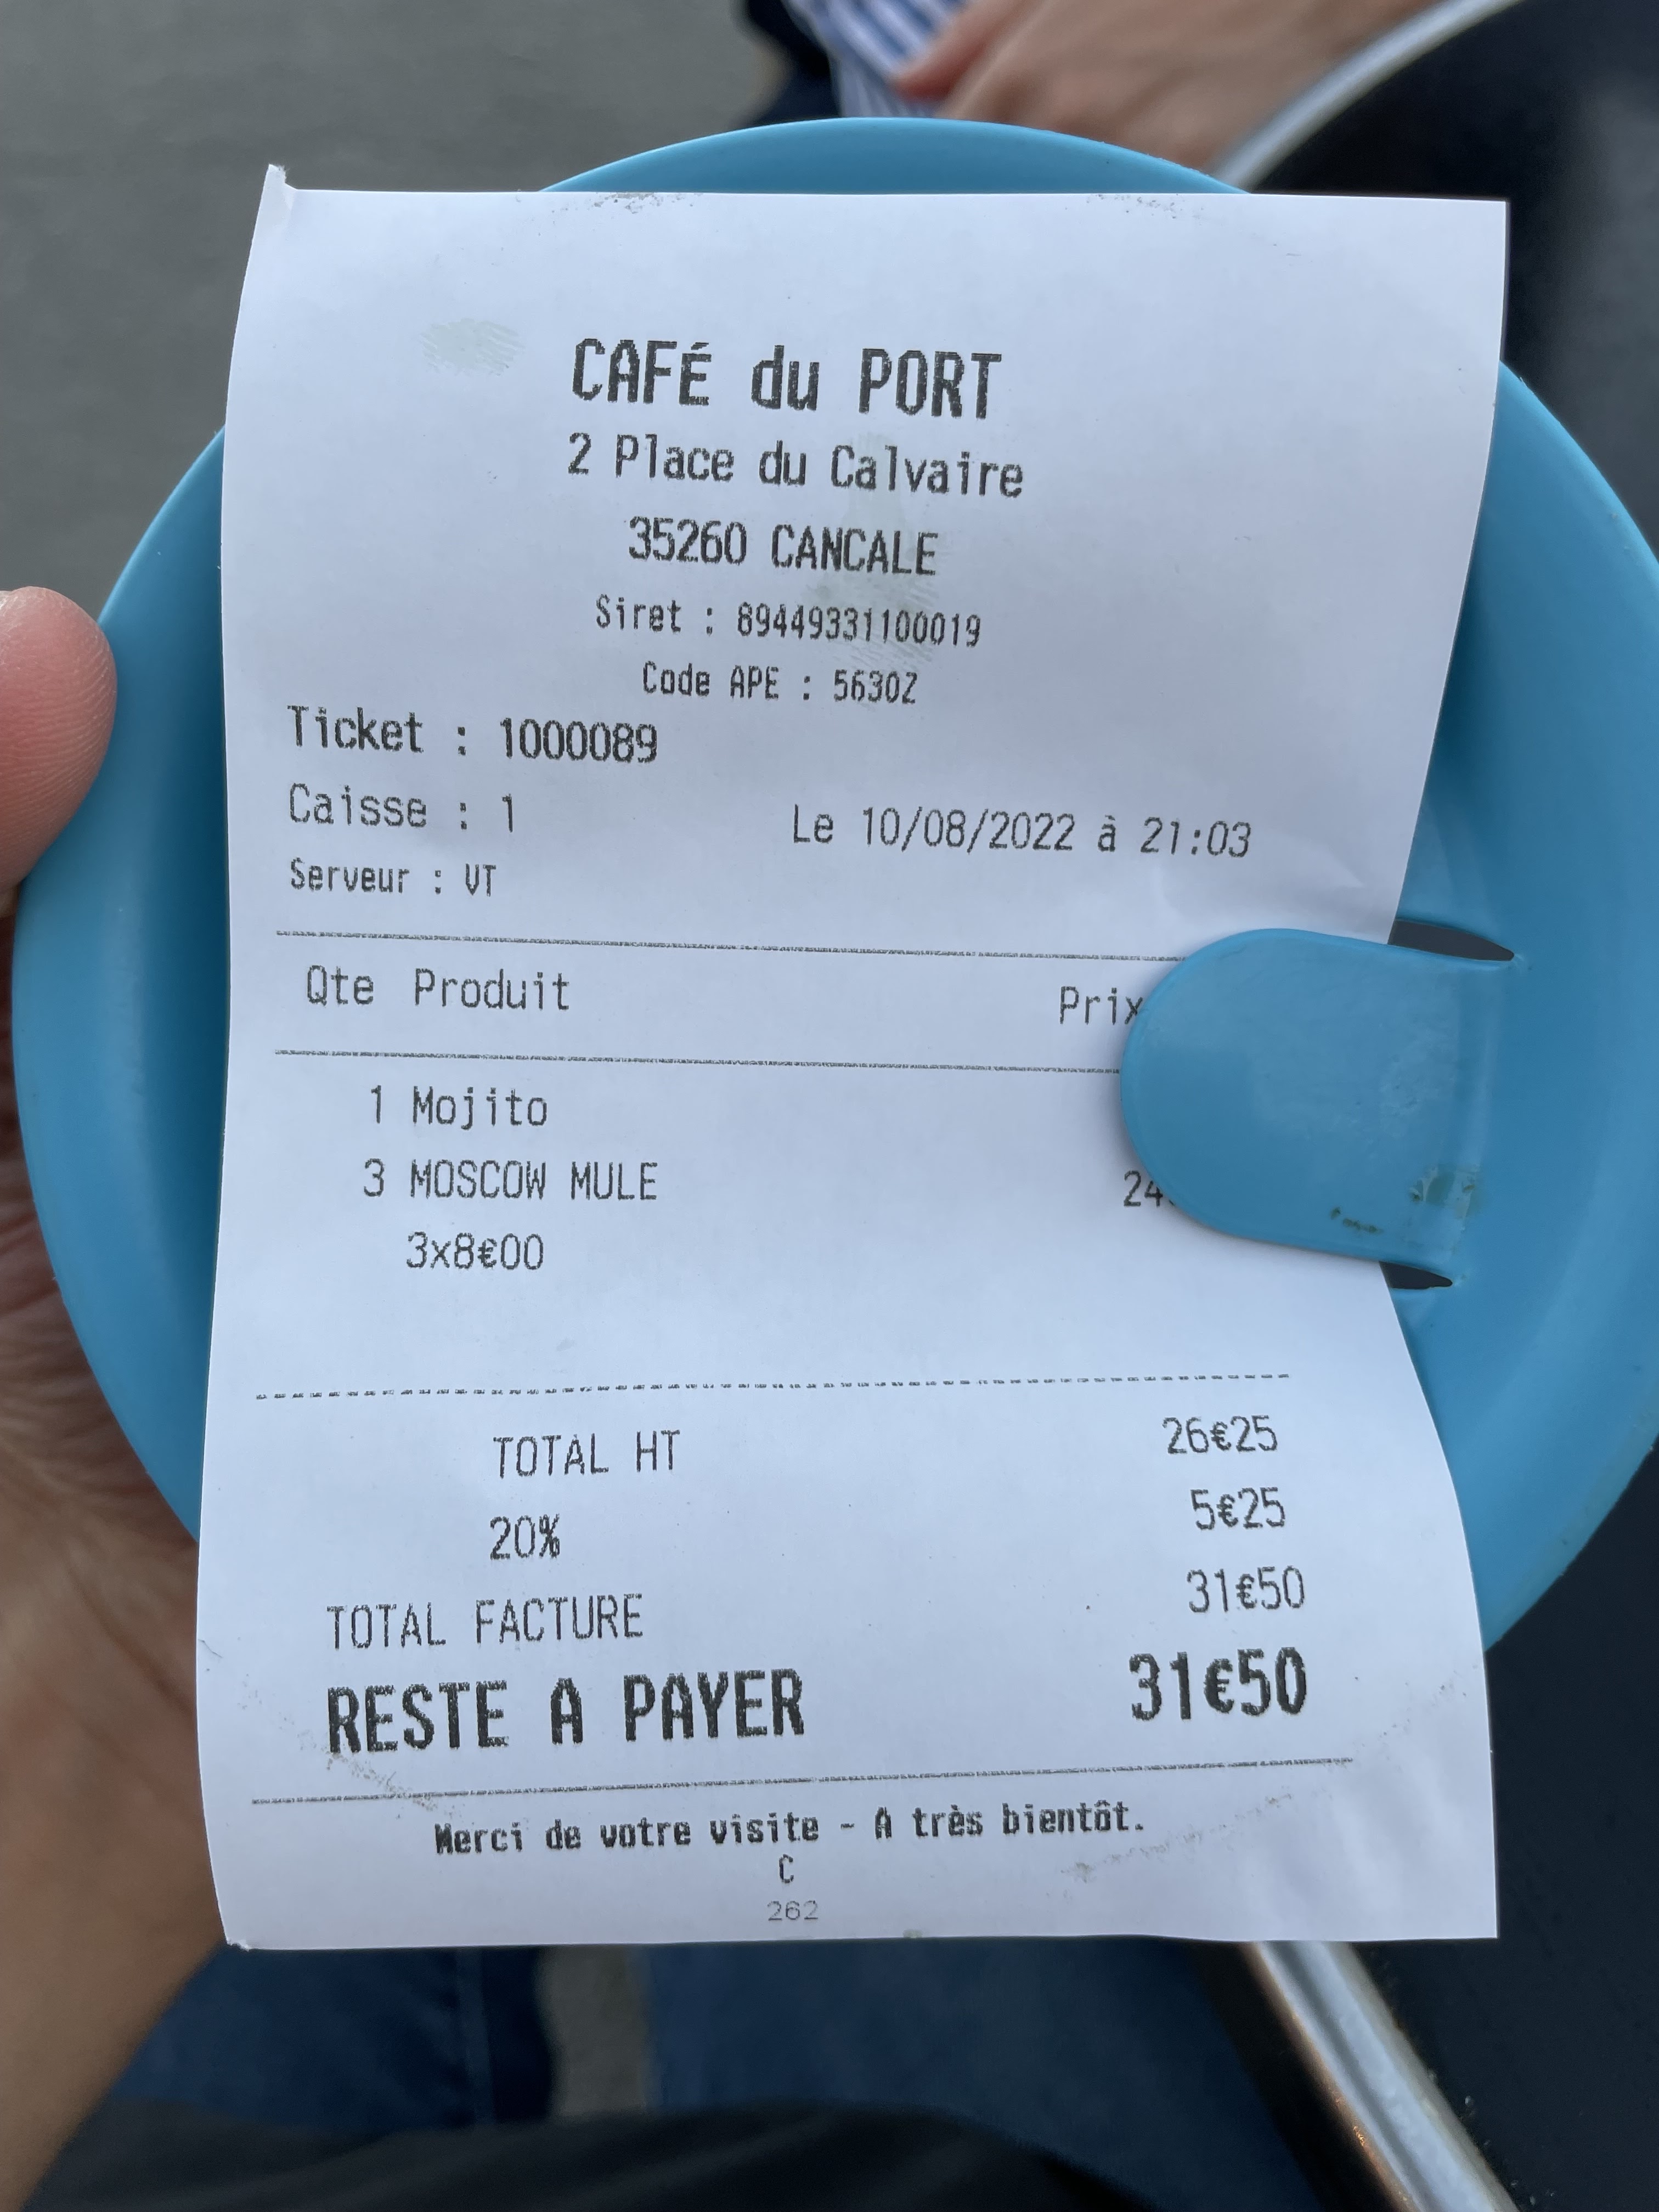 CAFÉ du PORT
2 Place du Calvaire
35260 CANCALE
Siret : 89449331100019
Code APE : 5630Z
Ticket : 1000089
Caisse : 1 Le 10/08/2022 à 21:03
Serveur : VT
Qte Produit Prix
1 Mojito
3 MOSCOW MULE 24
3x8€00
TOTAL HT 26€25
20% 5€25
TOTAL FACTURE 31€50
RESTE A PAYER 31€50
Merci de votre visite - A très bientôt.
C
262